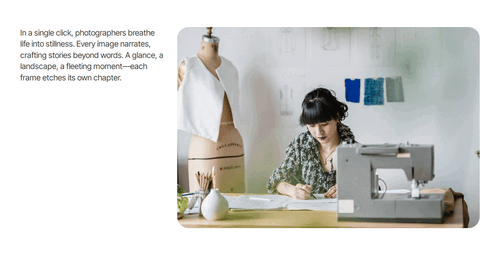 In a single click, photographers breathe
life into stillness. Every image narrates,
crafting stories beyond words. A glance, a
landscape, a fleeting moment—each
frame etches its own chapter.